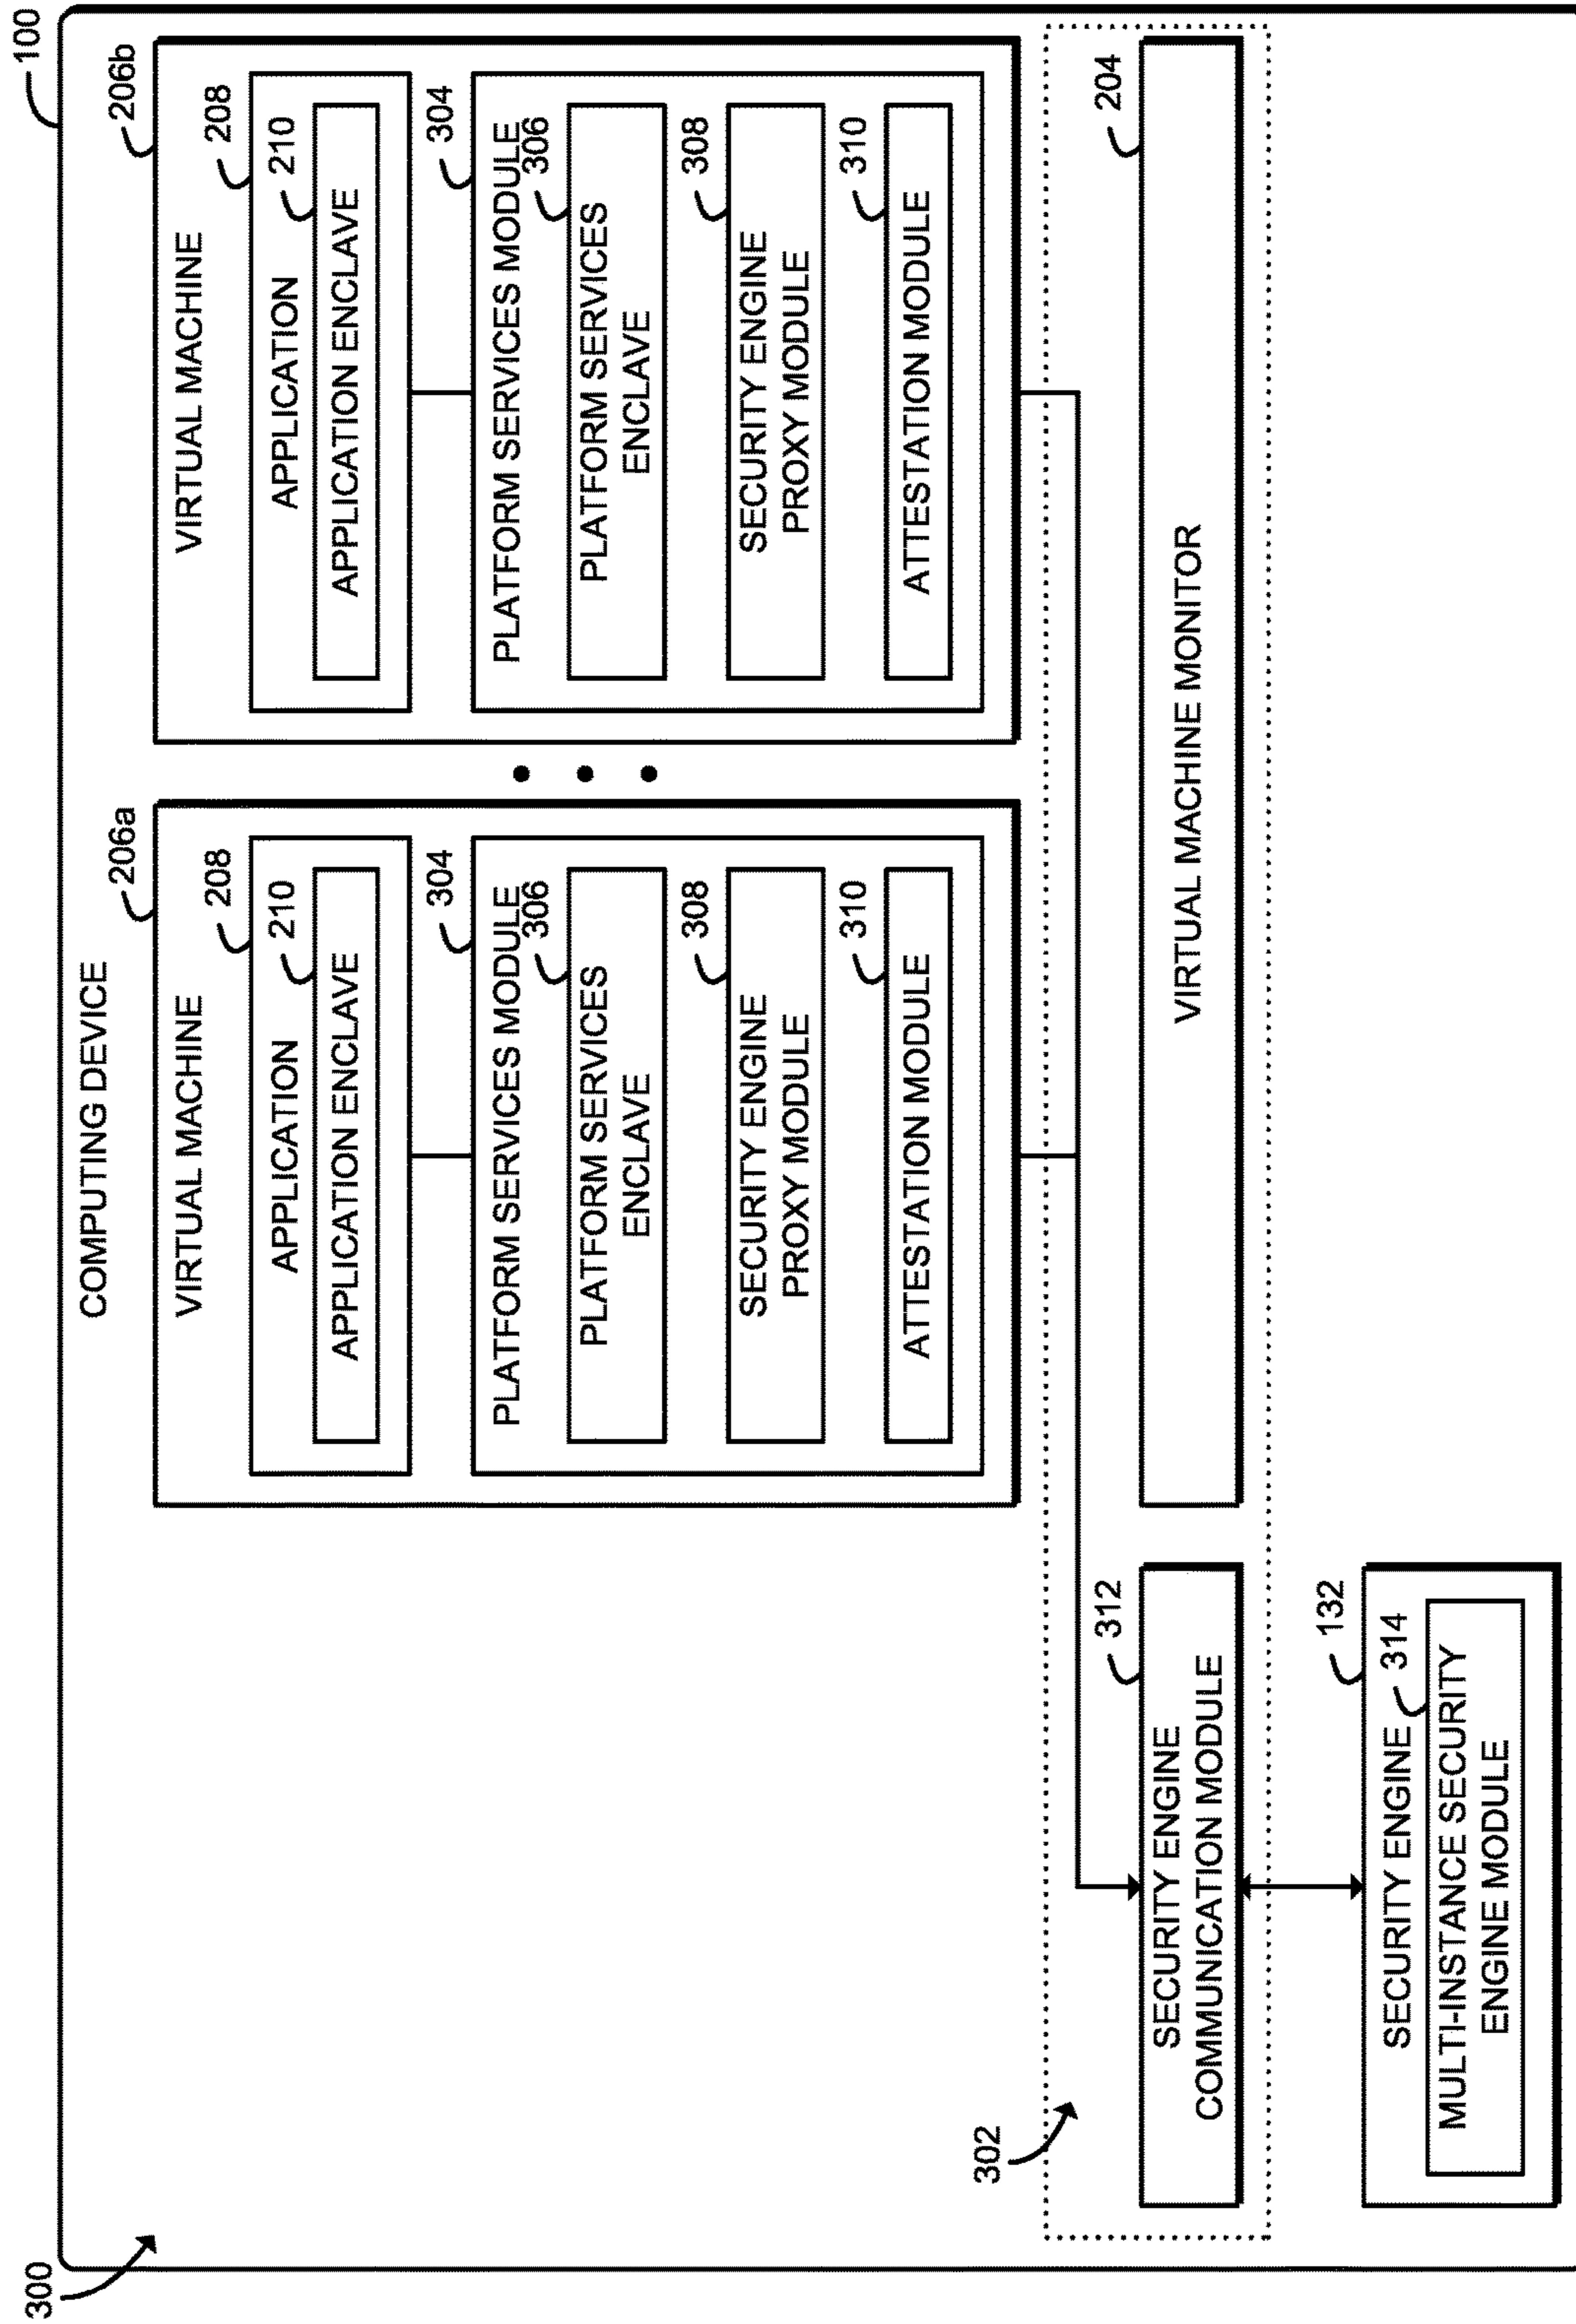 300
100
COMPUTING DEVICE
206a
VIRTUAL MACHINE
208
APPLICATION
210
APPLICATION ENCLAVE
304
PLATFORM SERVICES MODULE
306
PLATFORM SERVICES
ENCLAVE
308
SECURITY ENGINE
PROXY MODULE
310
ATTESTATION MODULE
206b
VIRTUAL MACHINE
208
APPLICATION
210
APPLICATION ENCLAVE
304
PLATFORM SERVICES MODULE
306
PLATFORM SERVICES
ENCLAVE
308
SECURITY ENGINE
PROXY MODULE
310
ATTESTATION MODULE
302
312
SECURITY ENGINE
COMMUNICATION MODULE
204
VIRTUAL MACHINE MONITOR
132
SECURITY ENGINE
314
MULTI-INSTANCE SECURITY
ENGINE MODULE